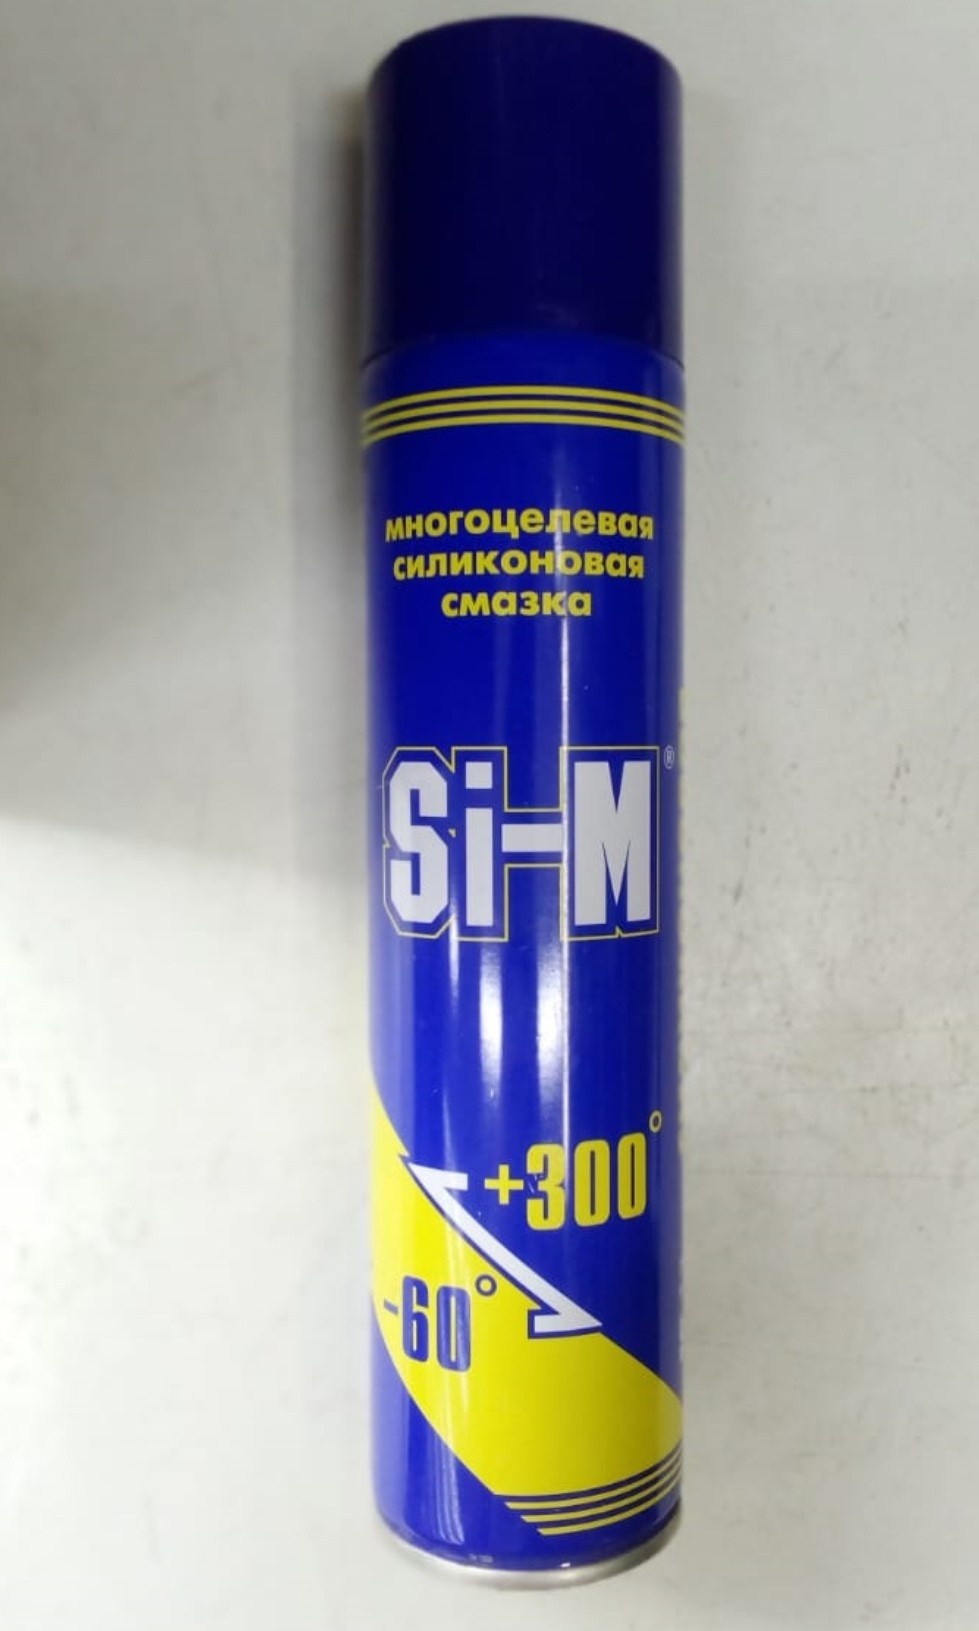 многоцелевая
силиконовая
смазка
Si-M®
+300°
-60°